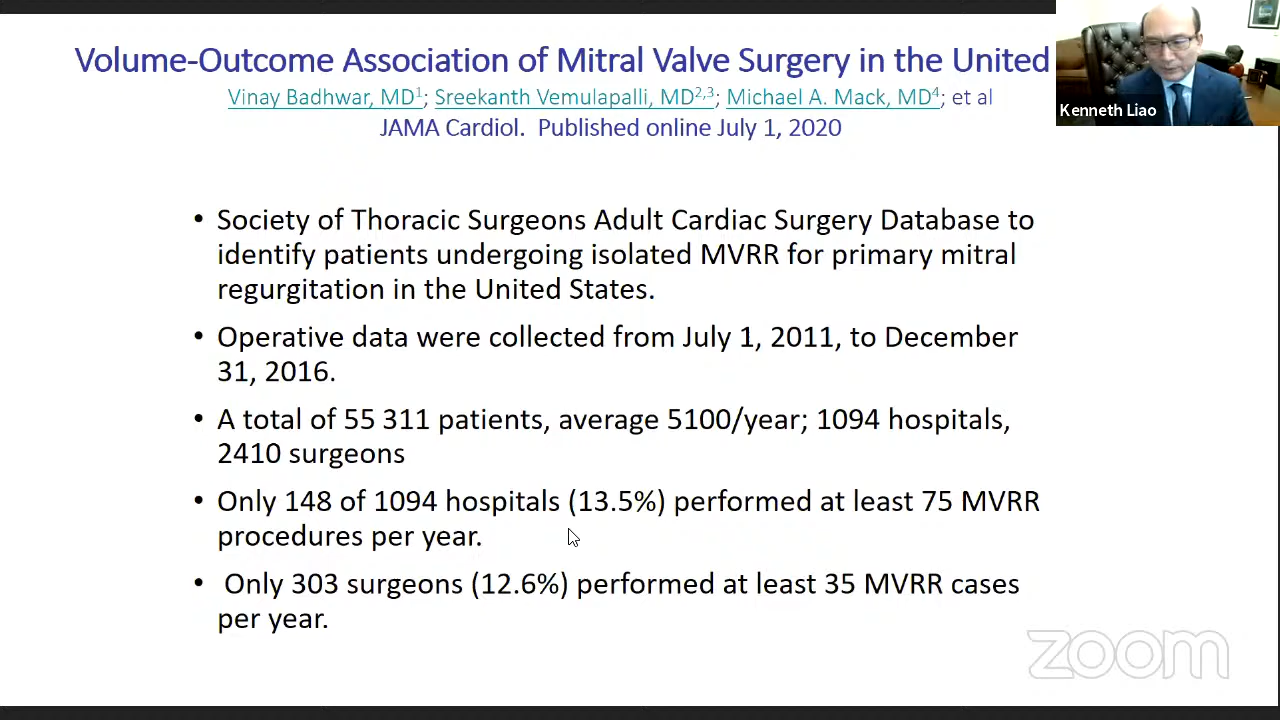 Volume-Outcome Association of Mitral Valve Surgery in the United
Vinay Badhwar, MD1; Sreekanth Vemulapalli, MD2,3; Michael A. Mack, MD4; et al
JAMA Cardiol. Published online July 1, 2020
Kenneth Liao
• Society of Thoracic Surgeons Adult Cardiac Surgery Database to
identify patients undergoing isolated MVRR for primary mitral
regurgitation in the United States.
• Operative data were collected from July 1, 2011, to December
31, 2016.
• A total of 55 311 patients, average 5100/year; 1094 hospitals,
2410 surgeons
• Only 148 of 1094 hospitals (13.5%) performed at least 75 MVRR
procedures per year.
• Only 303 surgeons (12.6%) performed at least 35 MVRR cases
per year.
zoom